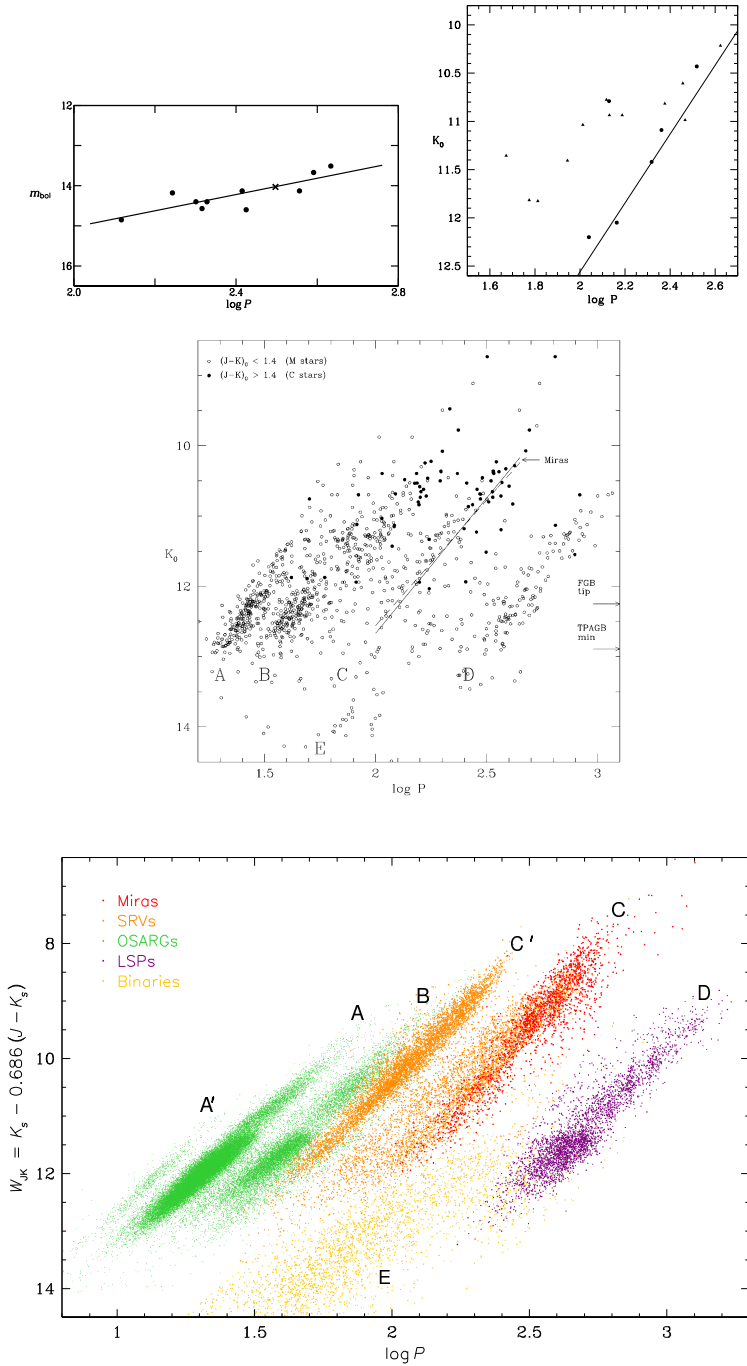 12
14
16
m_bol
2.0
2.4
2.8
log P
10
10.5
11
11.5
12
12.5
K_0
1.6
1.8
2
2.2
2.4
2.6
log P
○ (J−K)_0 < 1.4 (M stars)
● (J−K)_0 > 1.4 (C stars)
10
12
14
K_0
Miras
FGB
tip
TPAGB
min
A
B
C
D
E
1.5
2
2.5
3
log P
Miras
SRVs
OSARGs
LSPs
Binaries
A'
A
B
C'
C
D
E
8
10
12
14
W_JK = K_s − 0.686 (J − K_s)
1
1.5
2
2.5
3
log P